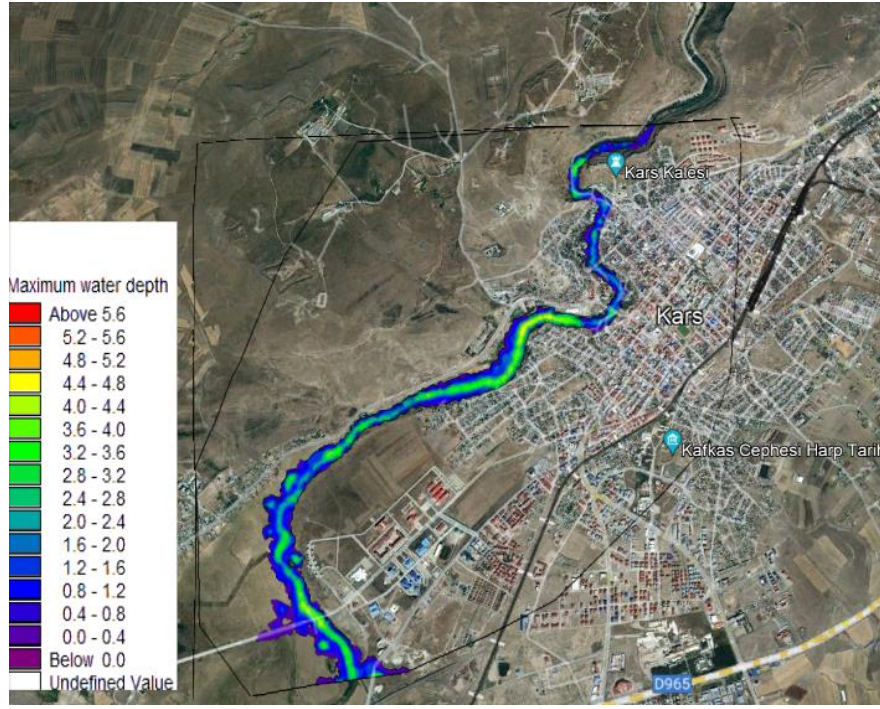 Kars Kalesi
Kars
Kafkas Cephesi Harp Tarih
D965
Maximum water depth
Above 5.6
5.2 - 5.6
4.8 - 5.2
4.4 - 4.8
4.0 - 4.4
3.6 - 4.0
3.2 - 3.6
2.8 - 3.2
2.4 - 2.8
2.0 - 2.4
1.6 - 2.0
1.2 - 1.6
0.8 - 1.2
0.4 - 0.8
0.0 - 0.4
Below 0.0
Undefined Value